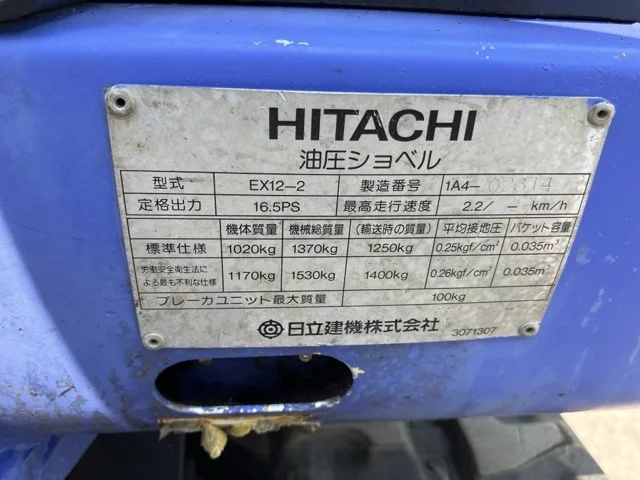 HITACHI
油圧ショベル
型式 EX12-2 製造番号 1A4-
定格出力 16.5PS 最高走行速度 2.2/ - km/h
機体質量 機械総質量 (輸送時の質量) 平均接地圧 バケット容量
標準仕様 1020kg 1370kg 1250kg 0.25kgf/cm² 0.035m³
労働安全衛生法に
よる最も不利な仕様 1170kg 1530kg 1400kg 0.26kgf/cm² 0.035m³
ブレーカユニット最大質量 100kg
日立建機株式会社 3071307